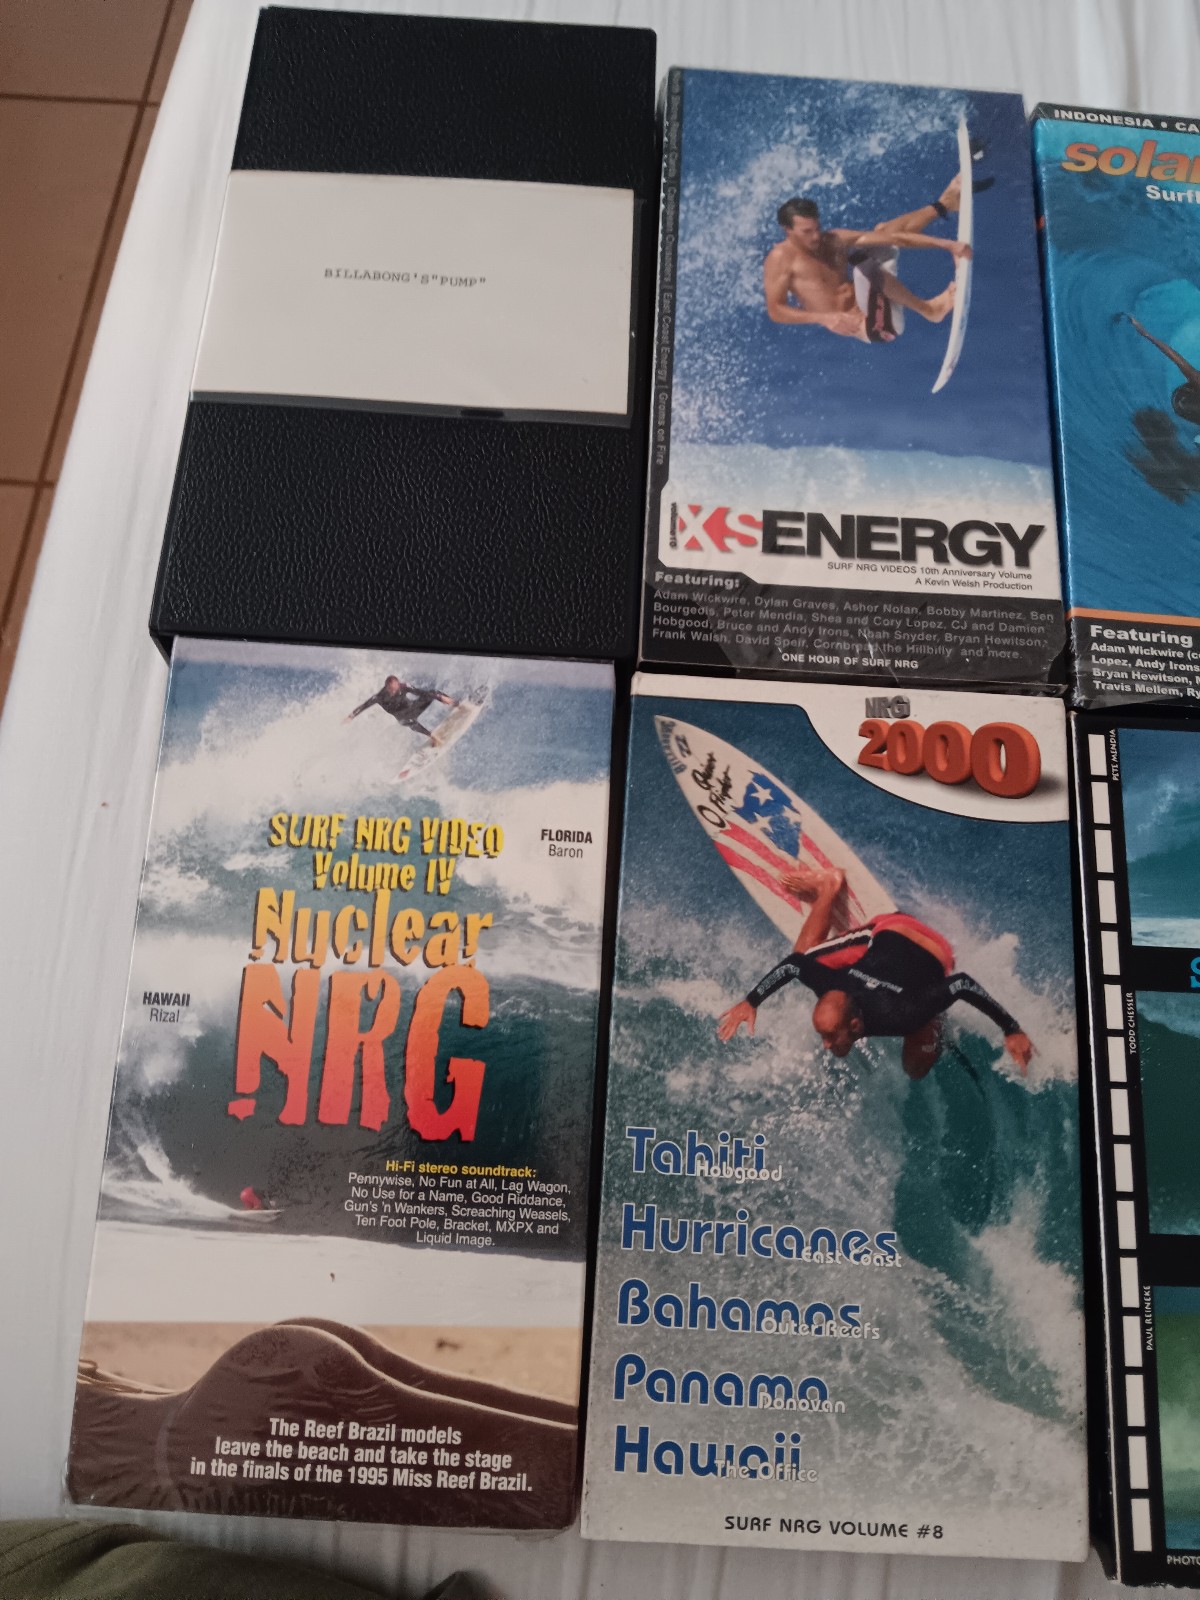 BILLABONG'S"PUMP"
East Coast Energy | Groms on Fire
XSENERGY
SURF NRG VIDEOS 10th Anniversary Volume
A Kevin Welsh Production
Featuring:
Adam Wickwire, Dylan Graves, Asher Nolan, Bobby Martinez, Ben
Bourgeois, Peter Mendia, Shea and Cory Lopez, CJ and Damien
Hobgood, Bruce and Andy Irons, Noah Snyder, Bryan Hewitson,
Frank Walsh, David Speir, Cornbread the Hillbilly and more.
ONE HOUR OF SURF NRG
INDONESIA • CA
solar
Surf
Featuring
Adam Wickwire (c
Lopez, Andy Irons
Bryan Hewitson, N
Travis Mellem, Ry
SURF NRG VIDEO
Volume IV
Nuclear
NRG
FLORIDA
Baron
HAWAII
Rizal
Hi-Fi stereo soundtrack:
Pennywise, No Fun at All, Lag Wagon,
No Use for a Name, Good Riddance,
Gun's 'n Wankers, Screaching Weasels,
Ten Foot Pole, Bracket, MXPX and
Liquid Image.
The Reef Brazil models
leave the beach and take the stage
in the finals of the 1995 Miss Reef Brazil.
NRG
2000
Tahiti
Hobgood
Hurricanes
East Coast
Bahamas
Outer Reefs
Panama
Donovan
Hawaii
The Office
SURF NRG VOLUME #8
PETE MENDIA
S
TODD CHESSER
PAUL REINEKE
PHOTO